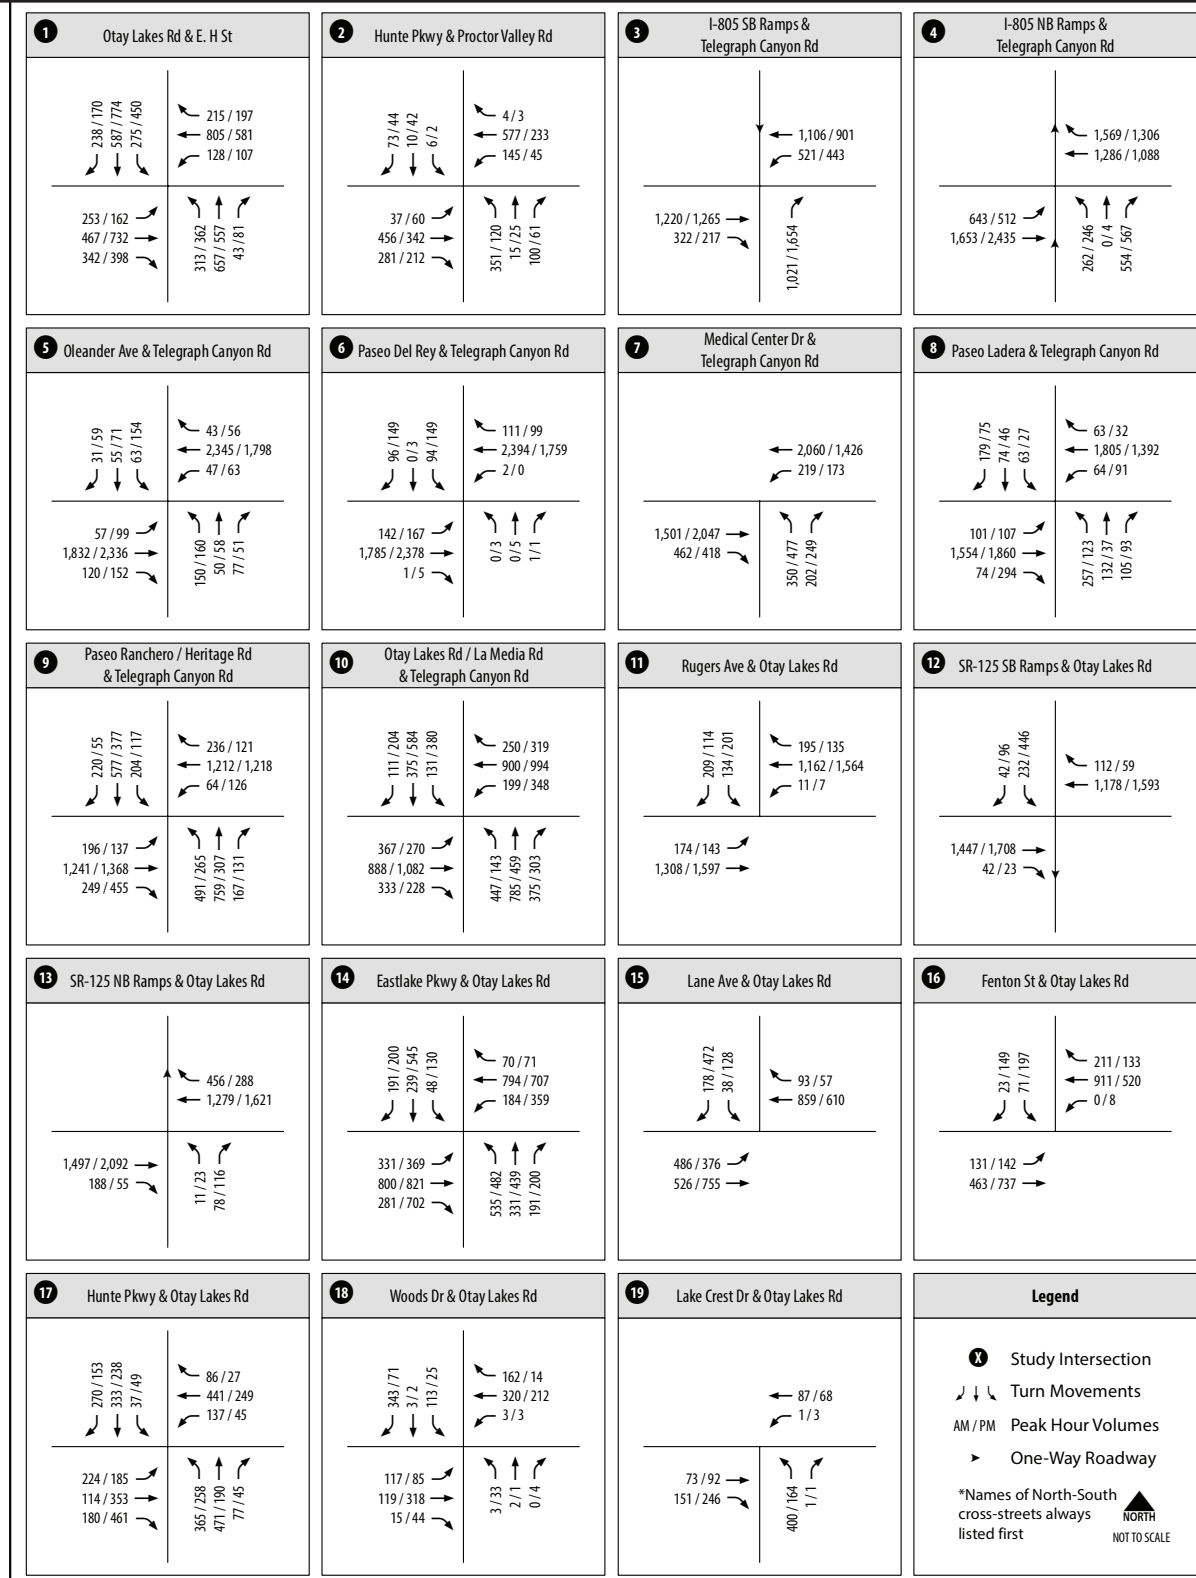 1
Otay Lakes Rd & E. H St
238 / 170
587 / 774
275 / 450
215 / 197
805 / 581
128 / 107
253 / 162
467 / 732
342 / 398
313 / 362
657 / 557
43 / 81
2
Hunte Pkwy & Proctor Valley Rd
73 / 44
10 / 42
6 / 2
4 / 3
577 / 233
145 / 45
37 / 60
456 / 342
281 / 212
351 / 120
15 / 25
100 / 61
3
I-805 SB Ramps &
Telegraph Canyon Rd
1,106 / 901
521 / 443
1,220 / 1,265
322 / 217
1,021 / 1,654
4
I-805 NB Ramps &
Telegraph Canyon Rd
1,569 / 1,306
1,286 / 1,088
643 / 512
1,653 / 2,435
262 / 246
0 / 4
554 / 567
5
Oleander Ave & Telegraph Canyon Rd
31 / 59
55 / 71
63 / 154
43 / 56
2,345 / 1,798
47 / 63
57 / 99
1,832 / 2,336
120 / 152
150 / 160
50 / 58
77 / 51
6
Paseo Del Rey & Telegraph Canyon Rd
96 / 149
0 / 3
94 / 149
111 / 99
2,394 / 1,759
2 / 0
142 / 167
1,785 / 2,378
1 / 5
0 / 3
0 / 5
1 / 1
7
Medical Center Dr &
Telegraph Canyon Rd
2,060 / 1,426
219 / 173
1,501 / 2,047
462 / 418
350 / 477
202 / 249
8
Paseo Ladera & Telegraph Canyon Rd
179 / 75
74 / 46
63 / 27
63 / 32
1,805 / 1,392
64 / 91
101 / 107
1,554 / 1,860
74 / 294
257 / 123
132 / 37
105 / 93
9
Paseo Ranchero / Heritage Rd
& Telegraph Canyon Rd
220 / 55
577 / 377
204 / 117
236 / 121
1,212 / 1,218
64 / 126
196 / 137
1,241 / 1,368
249 / 455
491 / 265
759 / 307
167 / 131
10
Otay Lakes Rd / La Media Rd
& Telegraph Canyon Rd
111 / 204
375 / 584
131 / 380
250 / 319
900 / 994
199 / 348
367 / 270
888 / 1,082
333 / 228
447 / 143
785 / 459
375 / 303
11
Rugers Ave & Otay Lakes Rd
209 / 114
134 / 201
195 / 135
1,162 / 1,564
11 / 7
174 / 143
1,308 / 1,597
12
SR-125 SB Ramps & Otay Lakes Rd
42 / 96
232 / 446
112 / 59
1,178 / 1,593
1,447 / 1,708
42 / 23
13
SR-125 NB Ramps & Otay Lakes Rd
456 / 288
1,279 / 1,621
1,497 / 2,092
188 / 55
11 / 23
78 / 116
14
Eastlake Pkwy & Otay Lakes Rd
191 / 200
239 / 545
48 / 130
70 / 71
794 / 707
184 / 359
331 / 369
800 / 821
281 / 702
535 / 482
331 / 439
191 / 200
15
Lane Ave & Otay Lakes Rd
178 / 472
38 / 128
93 / 57
859 / 610
486 / 376
526 / 755
16
Fenton St & Otay Lakes Rd
23 / 149
71 / 197
211 / 133
911 / 520
0 / 8
131 / 142
463 / 737
17
Hunte Pkwy & Otay Lakes Rd
270 / 153
333 / 238
37 / 49
86 / 27
441 / 249
137 / 45
224 / 185
114 / 353
180 / 461
365 / 258
471 / 190
77 / 45
18
Woods Dr & Otay Lakes Rd
343 / 71
3 / 2
113 / 25
162 / 14
320 / 212
3 / 3
117 / 85
119 / 318
15 / 44
3 / 33
2 / 1
0 / 4
19
Lake Crest Dr & Otay Lakes Rd
87 / 68
1 / 3
73 / 92
151 / 246
400 / 164
1 / 1
Legend
X Study Intersection
Turn Movements
AM / PM Peak Hour Volumes
One-Way Roadway
*Names of North-South
cross-streets always
listed first
NORTH
NOT TO SCALE